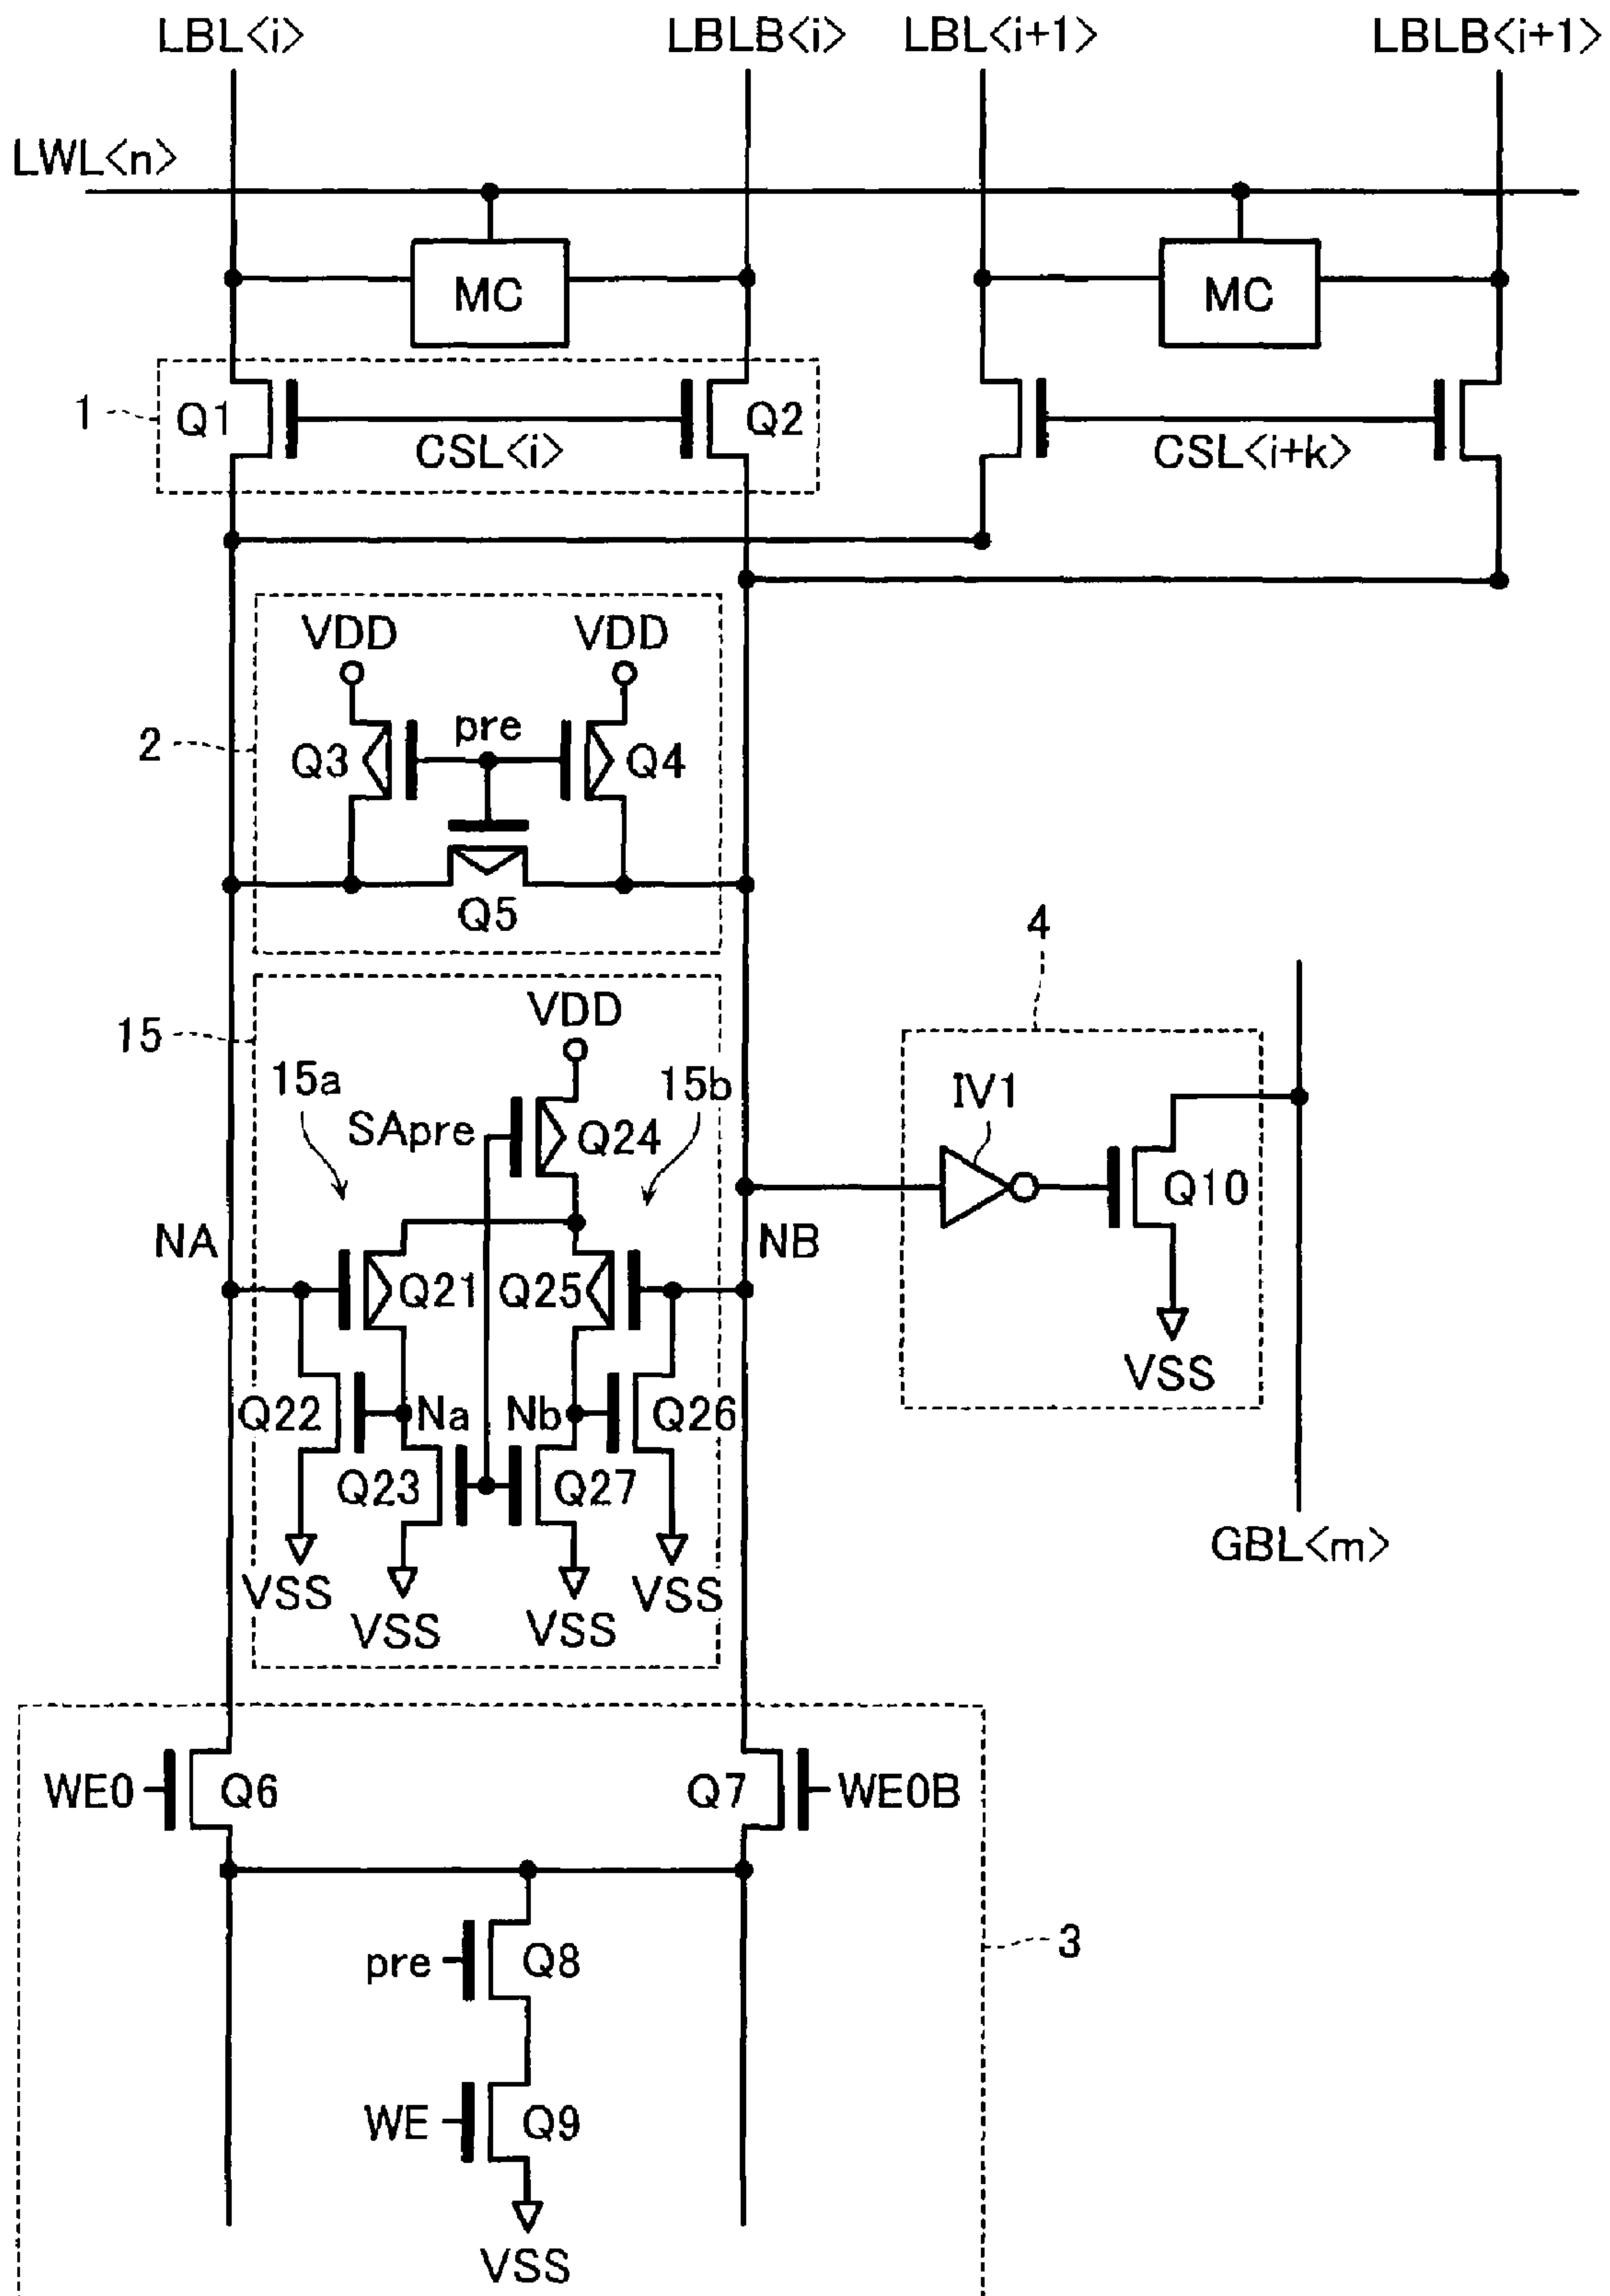 LBL<i> LBLB<i> LBL<i+1> LBLB<i+1>
LWL<n>
MC MC
1 Q1 Q2
CSL<i> CSL<i+k>
VDD VDD
2 Q3 pre Q4
Q5
4
15 VDD
15a 15b IV1
SApre Q24
Q10
NA NB
Q21 Q25
VSS
Q22 Na Nb Q26
Q23 Q27
GBL<m>
VSS VSS
VSS VSS
WE0 Q6 Q7 WE0B
3
pre Q8
WE Q9
VSS